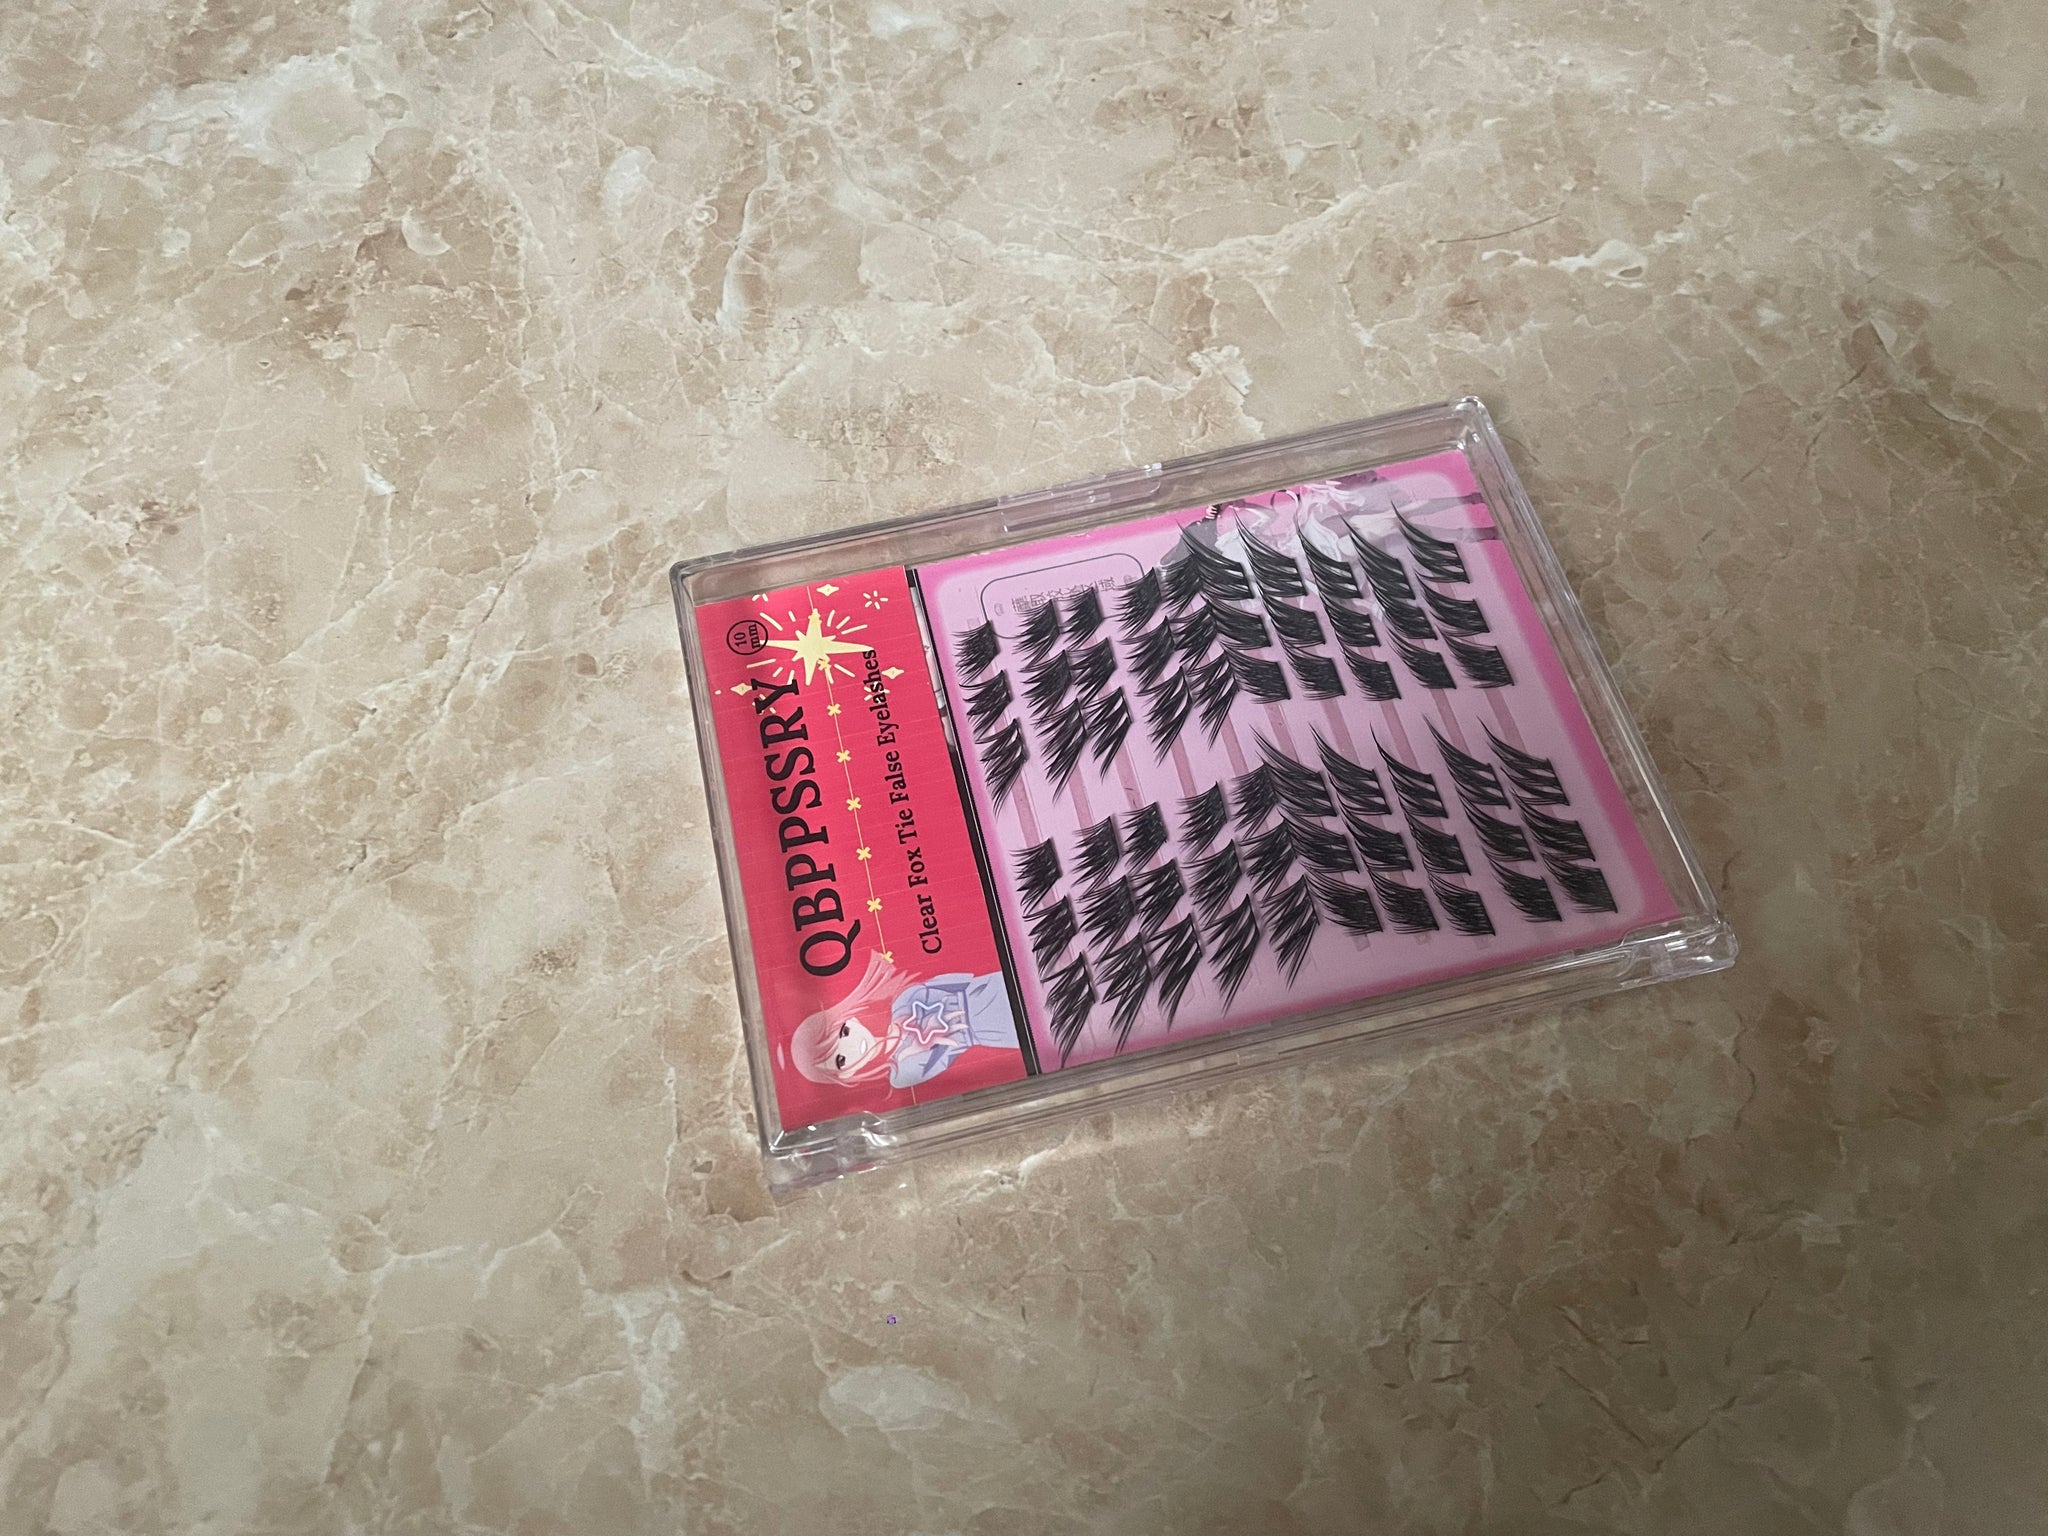 QBPPSSRY
10
mm
Clear Fox Tie False Eyelashes